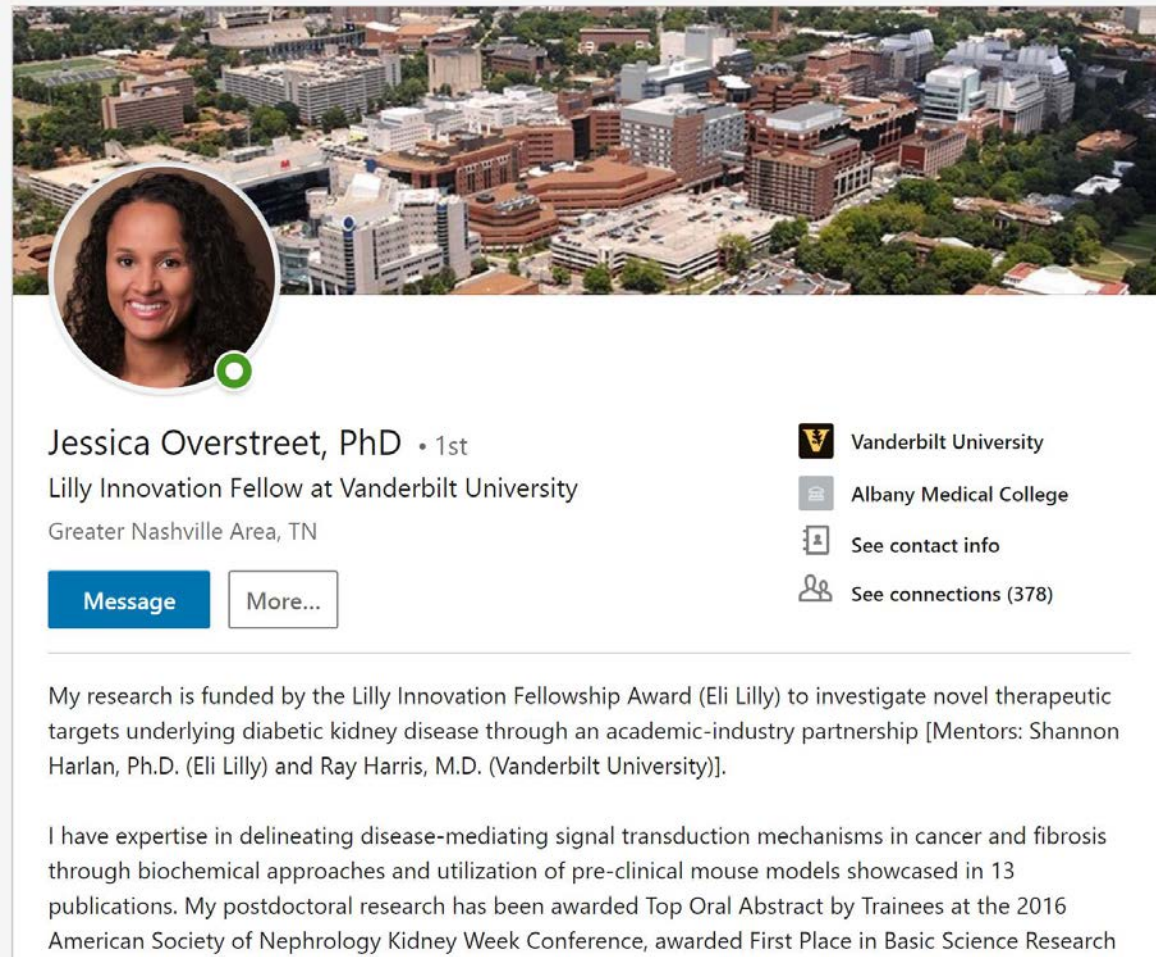 Jessica Overstreet, PhD • 1st
Lilly Innovation Fellow at Vanderbilt University
Greater Nashville Area, TN
Message
More...
Vanderbilt University
Albany Medical College
See contact info
See connections (378)
My research is funded by the Lilly Innovation Fellowship Award (Eli Lilly) to investigate novel therapeutic
targets underlying diabetic kidney disease through an academic-industry partnership [Mentors: Shannon
Harlan, Ph.D. (Eli Lilly) and Ray Harris, M.D. (Vanderbilt University)].
I have expertise in delineating disease-mediating signal transduction mechanisms in cancer and fibrosis
through biochemical approaches and utilization of pre-clinical mouse models showcased in 13
publications. My postdoctoral research has been awarded Top Oral Abstract by Trainees at the 2016
American Society of Nephrology Kidney Week Conference, awarded First Place in Basic Science Research